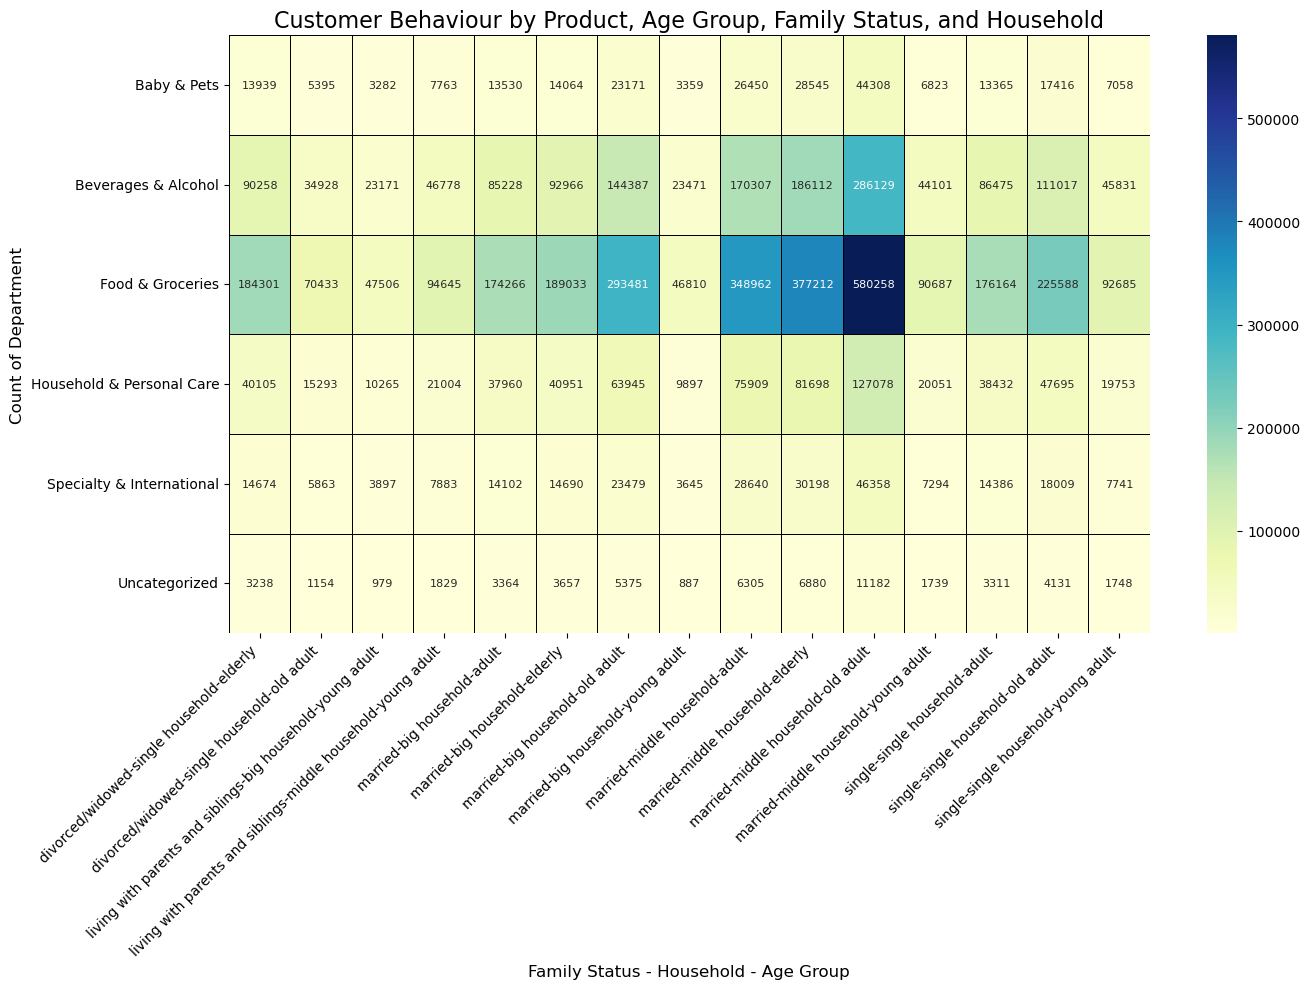 Customer Behaviour by Product, Age Group, Family Status, and Household
Count of Department
Baby & Pets 13939 5395 3282 7763 13530 14064 23171 3359 26450 28545 44308 6823 13365 17416 7058
Beverages & Alcohol 90258 34928 23171 46778 85228 92966 144387 23471 170307 186112 286129 44101 86475 111017 45831
Food & Groceries 184301 70433 47506 94645 174266 189033 293481 46810 348962 377212 580258 90687 176164 225588 92685
Household & Personal Care 40105 15293 10265 21004 37960 40951 63945 9897 75909 81698 127078 20051 38432 47695 19753
Specialty & International 14674 5863 3897 7883 14102 14690 23479 3645 28640 30198 46358 7294 14386 18009 7741
Uncategorized 3238 1154 979 1829 3364 3657 5375 887 6305 6880 11182 1739 3311 4131 1748
divorced/widowed-single household-elderly
divorced/widowed-single household-old adult
living with parents and siblings-big household-young adult
living with parents and siblings-middle household-young adult
married-big household-adult
married-big household-elderly
married-big household-old adult
married-big household-young adult
married-middle household-adult
married-middle household-elderly
married-middle household-old adult
married-middle household-young adult
single-single household-adult
single-single household-old adult
single-single household-young adult
Family Status - Household - Age Group
500000
400000
300000
200000
100000